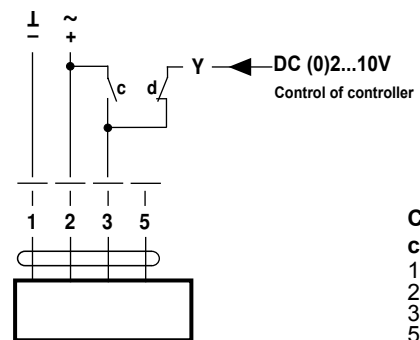 ⊥ ~
− +
c d Y DC (0)2...10V
Control of controller
1 2 3 5
C
c
1
2
3
5